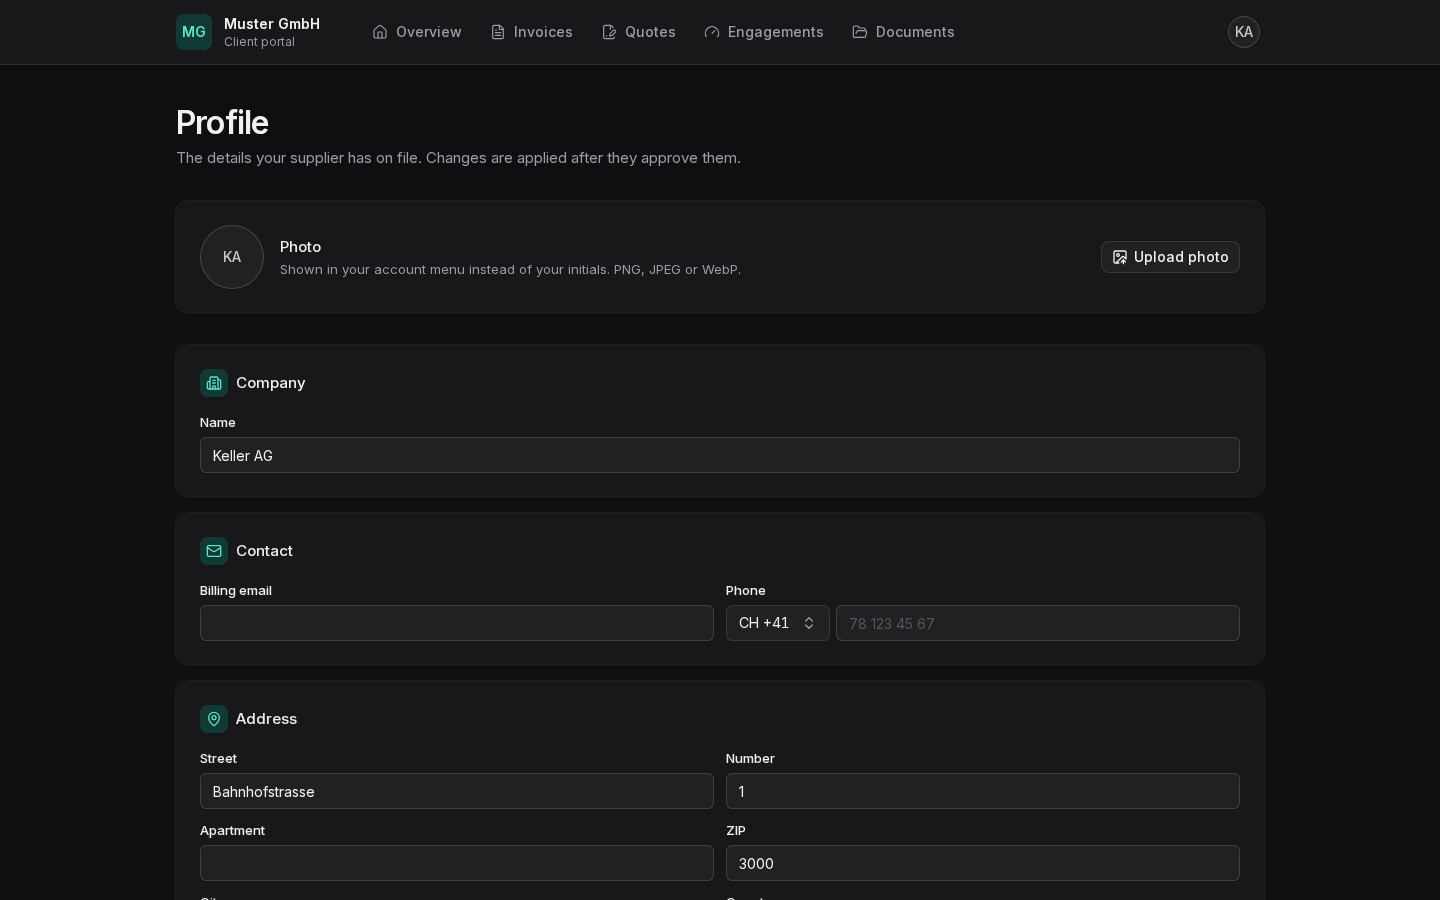 MG
Muster GmbH
Client portal
Overview
Invoices
Quotes
Engagements
Documents
KA
Profile
The details your supplier has on file. Changes are applied after they approve them.
KA
Photo
Shown in your account menu instead of your initials. PNG, JPEG or WebP.
Upload photo
Company
Name
Keller AG
Contact
Billing email
Phone
CH +41
78 123 45 67
Address
Street
Number
Bahnhofstrasse
1
Apartment
ZIP
3000